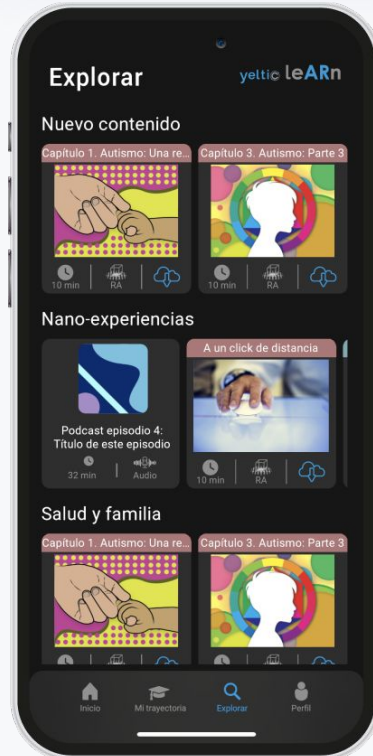 Explorar
yeltic leARn
Nuevo contenido
Capítulo 1. Autismo: Una re...
Capítulo 3. Autismo: Parte 3
10 min
RA
10 min
RA
Nano-experiencias
Podcast episodio 4:
Título de este episodio
32 min
Audio
A un click de distancia
10 min
RA
Salud y familia
Capítulo 1. Autismo: Una re...
Capítulo 3. Autismo: Parte 3
Inicio
Mi trayectoria
Explorar
Perfil